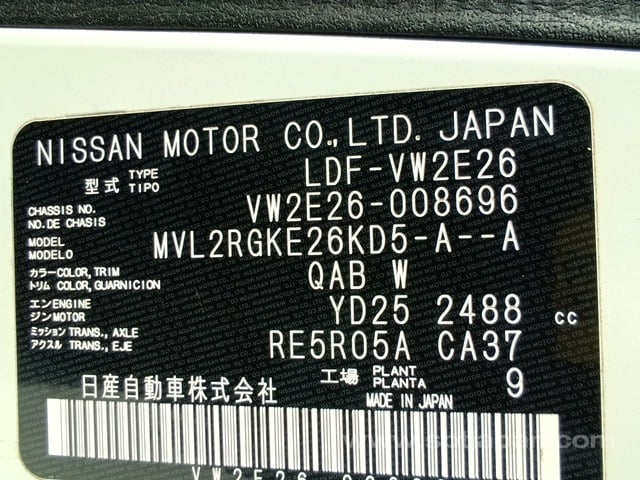 NISSAN MOTOR CO.,LTD. JAPAN
型式 TYPE TIPO LDF-VW2E26
CHASSIS NO. NO.DE CHASIS VW2E26-008696
MODEL MODELO MVL2RGKE26KD5-A--A
カラー COLOR,TRIM トリム COLOR,GUARNICION QAB W
エンジン ENGINE MOTOR YD25 2488 cc
ミッション TRANS., AXLE アクスル TRANS., EJE RE5R05A CA37
工場 PLANT PLANTA 9
日産自動車株式会社 MADE IN JAPAN